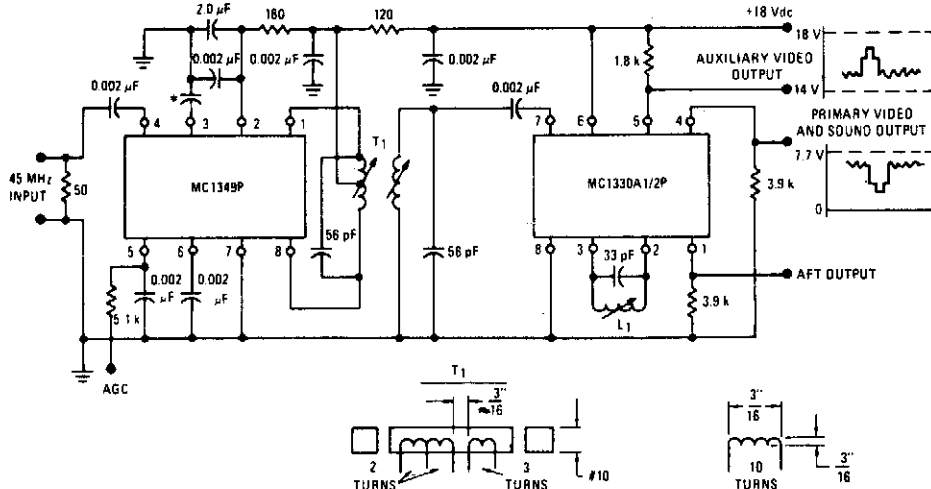 2.0 µF
180
120
+18 Vdc
18 V
0.002 µF
0.002 µF
0.002 µF
0.002 µF
0.002 µF
1.8 k
AUXILIARY VIDEO
OUTPUT
14 V
*
4
3
2
1
7
6
5
4
PRIMARY VIDEO
AND SOUND OUTPUT
T1
7.7 V
45 MHz
INPUT
50
MC1349P
MC1330A1/2P
3.9 k
0
56 pF
56 pF
5
6
7
8
8
3
2
1
33 pF
0.002
µF
0.002
µF
AFT OUTPUT
5.1 k
L1
3.9 k
AGC
T1
≈ 3"
16
3"
16
2
TURNS
3
TURNS
#10
10
TURNS
3"
16